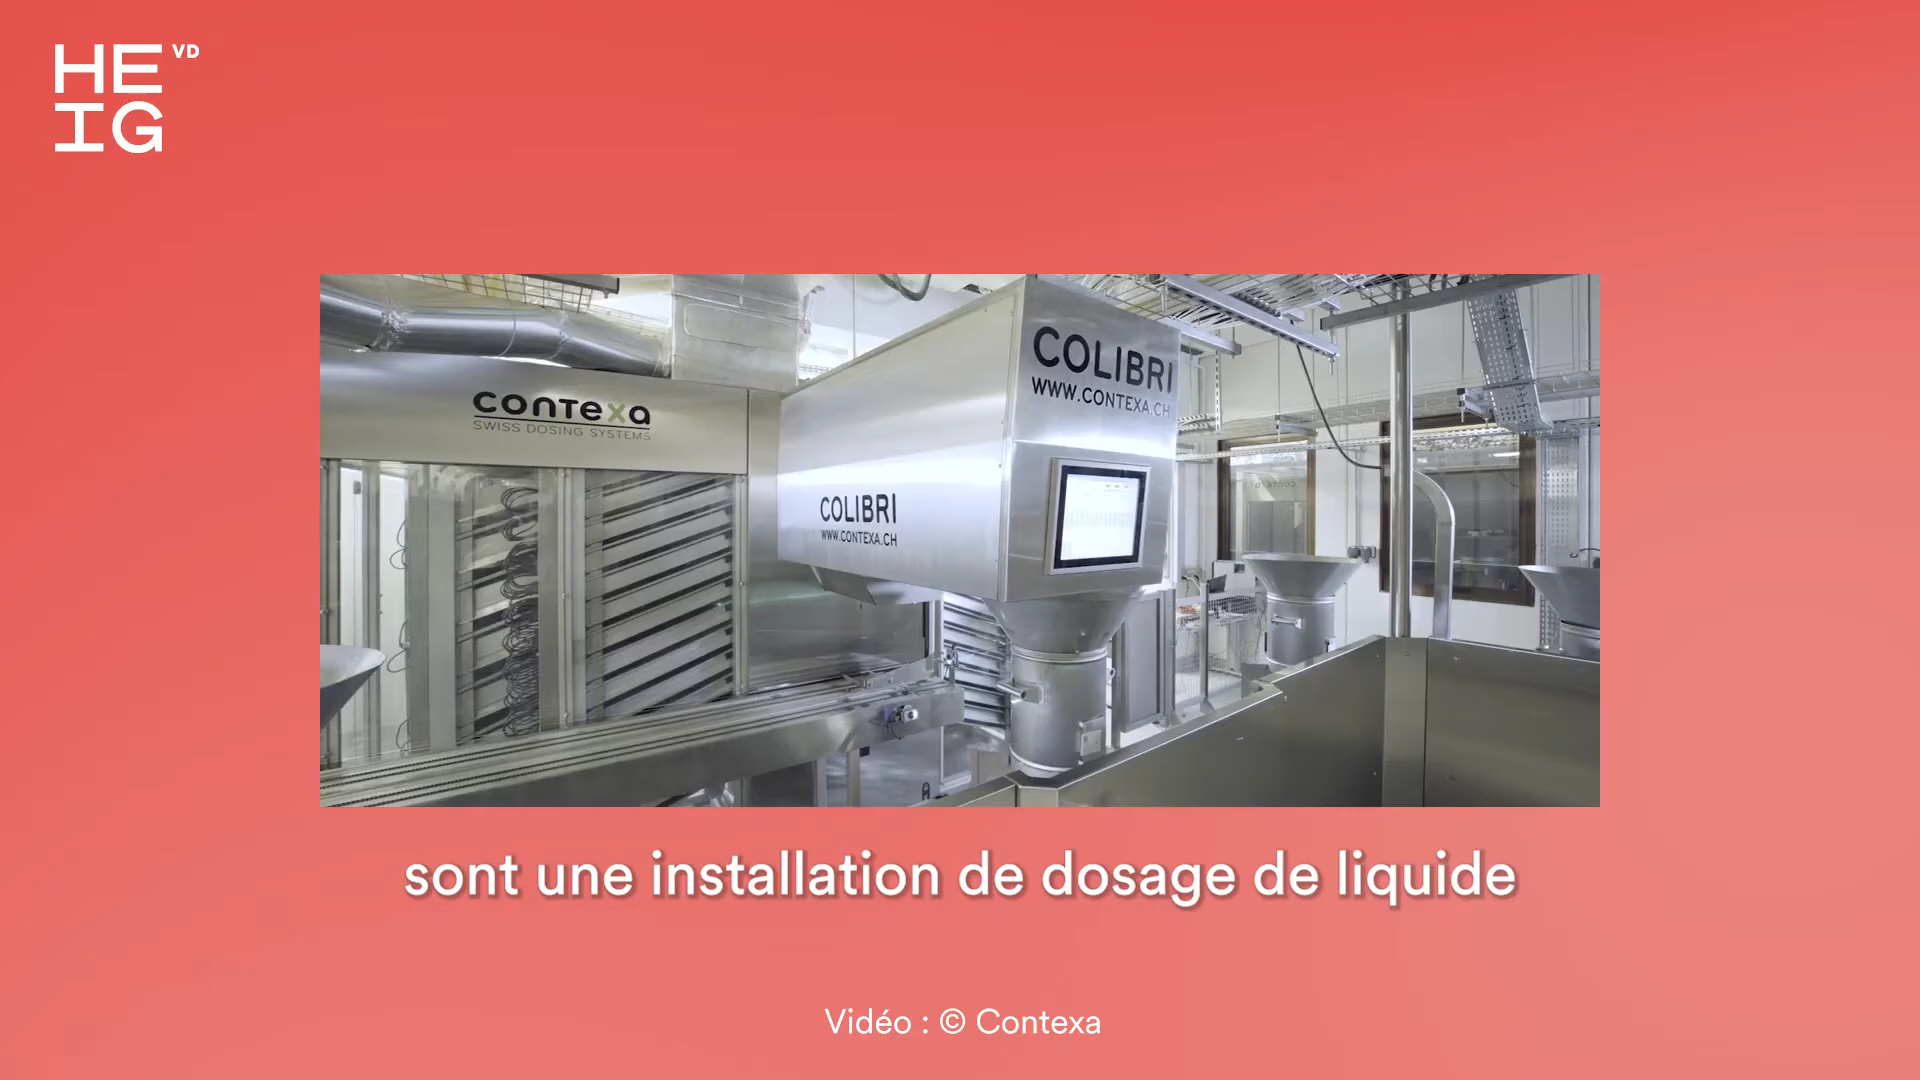 HE VD
IG
contexa
SWISS DOSING SYSTEMS
COLIBRI
WWW.CONTEXA.CH
COLIBRI
WWW.CONTEXA.CH
sont une installation de dosage de liquide
Vidéo : © Contexa